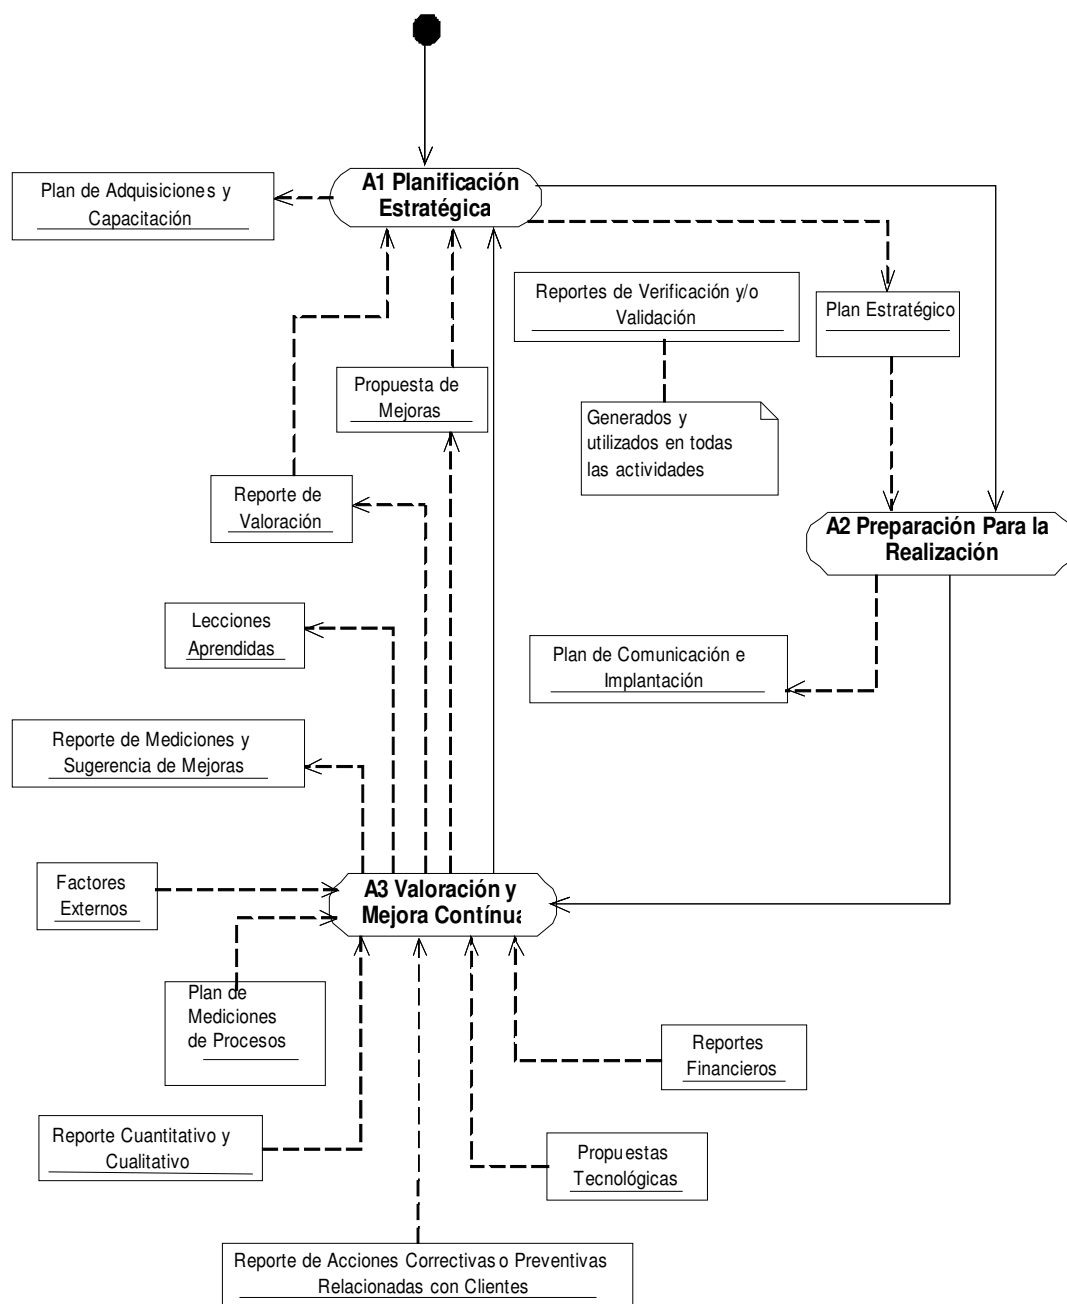 A1 Planificación
Estratégica
Plan de Adquisiciones y
Capacitación
Reportes de Verificación y/o
Validación
Plan Estratégico
Propuesta de
Mejoras
Generados y
utilizados en todas
las actividades
Reporte de
Valoración
A2 Preparación Para la
Realización
Lecciones
Aprendidas
Plan de Comunicación e
Implantación
Reporte de Mediciones y
Sugerencia de Mejoras
Factores
Externos
A3 Valoración y
Mejora Contínua
Plan de
Mediciones
de Procesos
Reportes
Financieros
Reporte Cuantitativo y
Cualitativo
Propuestas
Tecnológicas
Reporte de Acciones Correctivas o Preventivas
Relacionadas con Clientes